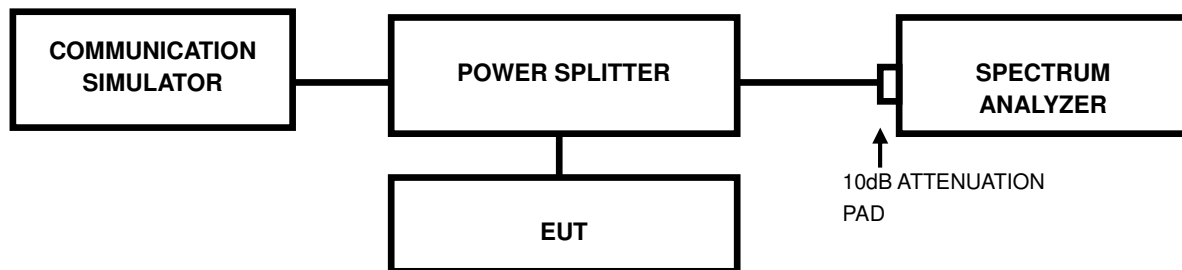 COMMUNICATION
SIMULATOR
POWER SPLITTER
SPECTRUM
ANALYZER
10dB ATTENUATION
PAD
EUT